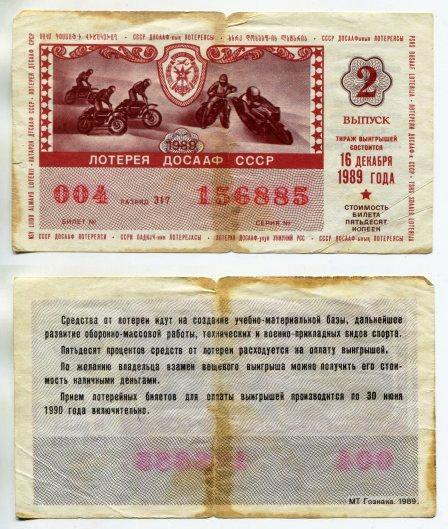 2
ВЫПУСК
ТИРАЖ ВЫИГРЫШЕЙ
СОСТОИТСЯ
16 ДЕКАБРЯ
1989 ГОДА
СТОИМОСТЬ
БИЛЕТА
ПЯТЬДЕСЯТ
КОПЕЕК
1989
ЛОТЕРЕЯ ДОСААФ СССР
004 РАЗРЯД 317 156885
БИЛЕТ № СЕРИЯ №
Средства от лотереи идут на создание учебно-материальной базы, дальнейшее
развитие оборонно-массовой работы, технических и военно-прикладных видов спорта.
Пятьдесят процентов средств от лотереи расходуется на оплату выигрышей.
По желанию владельца взамен вещевого выигрыша можно получить его стои-
мость наличными деньгами.
Прием лотерейных билетов для оплаты выигрышей производится по 30 июня
1990 года включительно.
МТ Гознака. 1989.